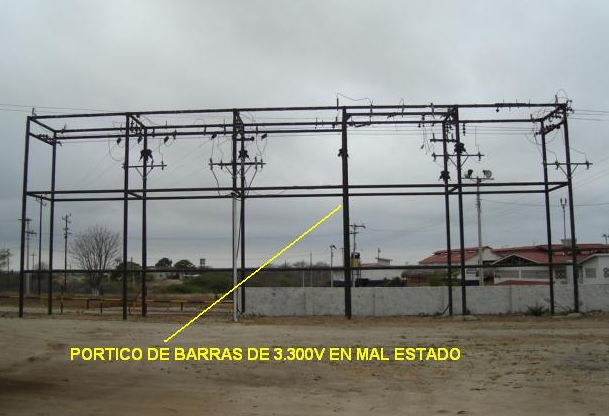 PORTICO DE BARRAS DE 3.300V EN MAL ESTADO